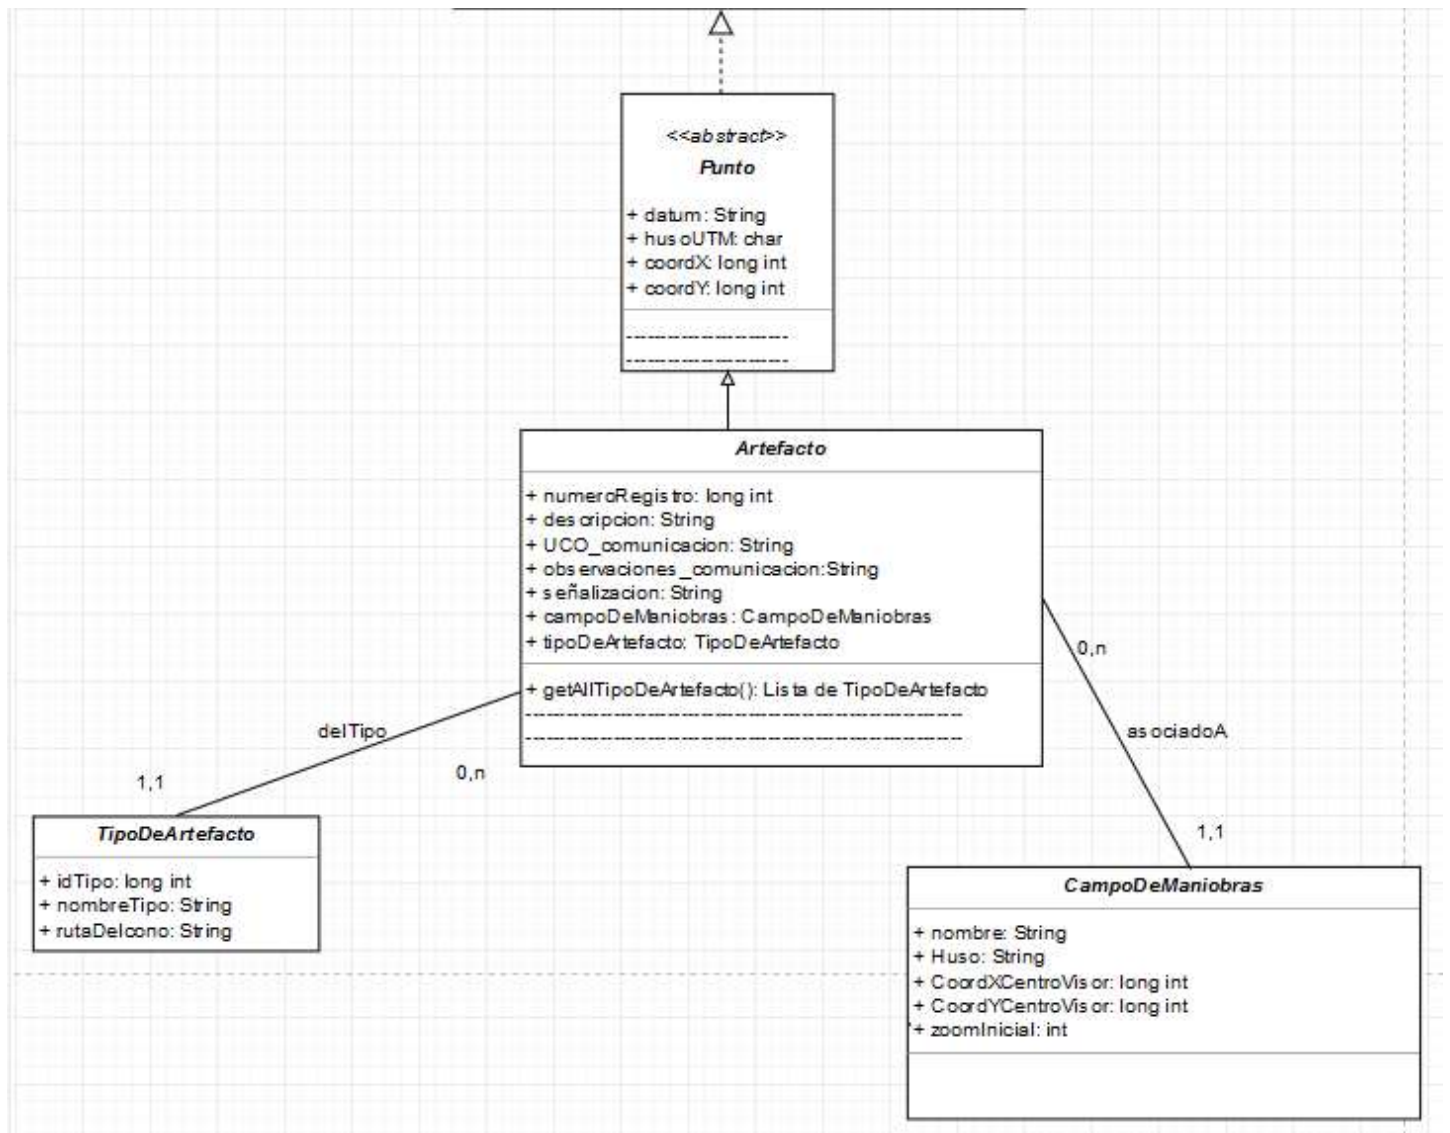 <<abstract>>
Punto
+ datum: String
+ husoUTM: char
+ coordX: long int
+ coordY: long int
Artefacto
+ numeroRegistro: long int
+ descripcion: String
+ UCO_comunicacion: String
+ observaciones_comunicacion:String
+ señalizacion: String
+ campoDeManiobras: CampoDeManiobras
+ tipoDeArtefacto: TipoDeArtefacto
+ getAllTipoDeArtefacto(): Lista de TipoDeArtefacto
delTipo
1,1
0,n
0,n
asociadoA
1,1
TipoDeArtefacto
+ idTipo: long int
+ nombreTipo: String
+ rutaDeIcono: String
CampoDeManiobras
+ nombre: String
+ Huso: String
+ CoordXCentroVisor: long int
+ CoordYCentroVisor: long int
+ zoomInicial: int